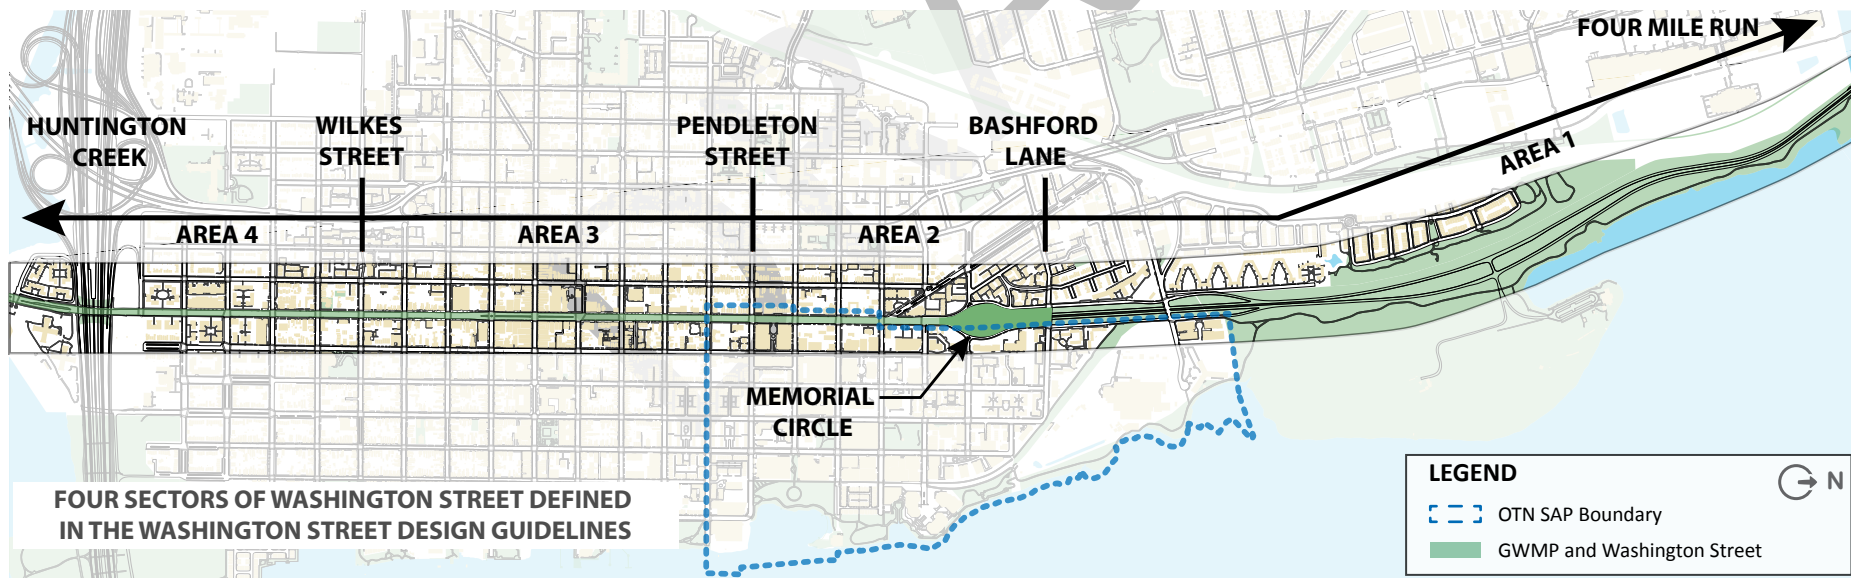 FOUR MILE RUN
HUNTINGTON
CREEK
WILKES
STREET
PENDLETON
STREET
BASHFORD
LANE
AREA 1
AREA 4
AREA 3
AREA 2
MEMORIAL
CIRCLE
FOUR SECTORS OF WASHINGTON STREET DEFINED
IN THE WASHINGTON STREET DESIGN GUIDELINES
LEGEND
N
OTN SAP Boundary
GWMP and Washington Street